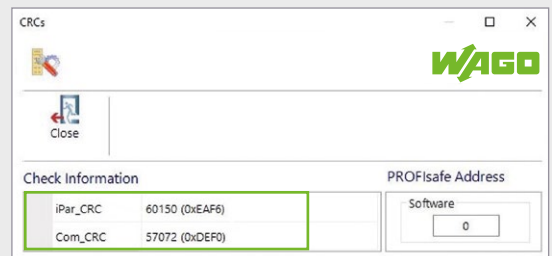 CRCs
WAGO
Close
Check Information
PROFIsafe Address
iPar_CRC 60150 (0xEAF6)
Software
0
Com_CRC 57072 (0xDEF0)